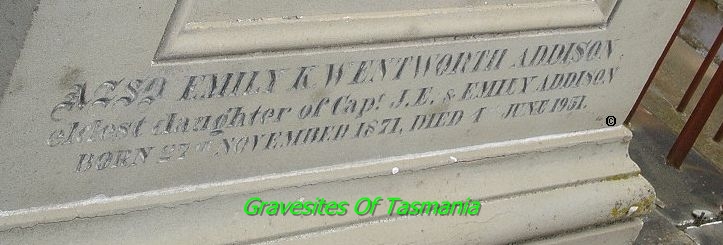 ALSO EMILY K WENTWORTH ADDISON,
eldest daughter of Capt. J.E. & EMILY ADDISON
BORN 27TH NOVEMBER 1871, DIED JUNE 1951.
©
Gravesites Of Tasmania